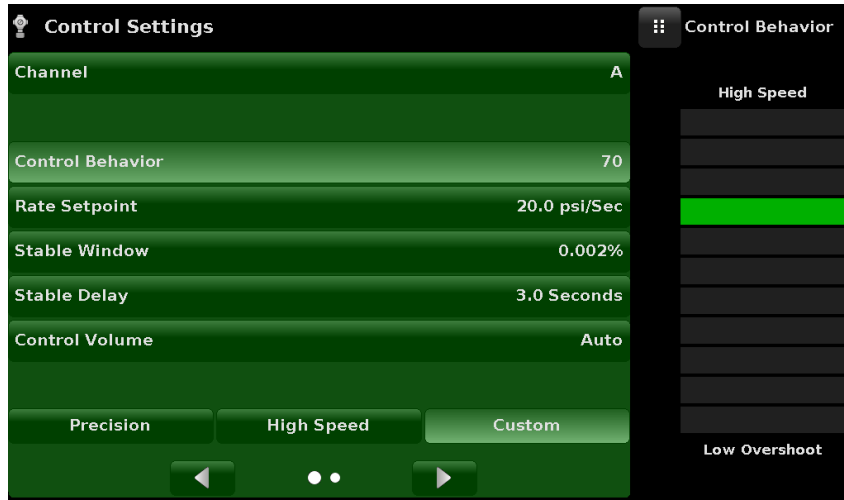 Control Settings
Control Behavior
Channel A
High Speed
Control Behavior 70
Rate Setpoint 20.0 psi/Sec
Stable Window 0.002%
Stable Delay 3.0 Seconds
Control Volume Auto
Precision High Speed Custom
Low Overshoot